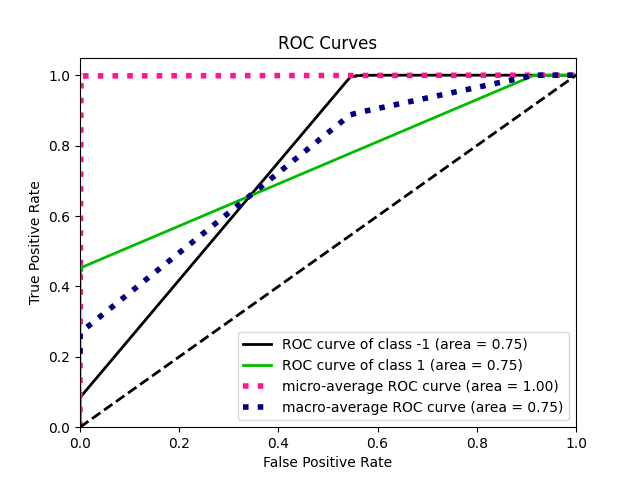 ROC Curves
1.0
0.8
0.6
0.4
0.2
0.0
True Positive Rate
ROC curve of class -1 (area = 0.75)
ROC curve of class 1 (area = 0.75)
micro-average ROC curve (area = 1.00)
macro-average ROC curve (area = 0.75)
0.0 0.2 0.4 0.6 0.8 1.0
False Positive Rate